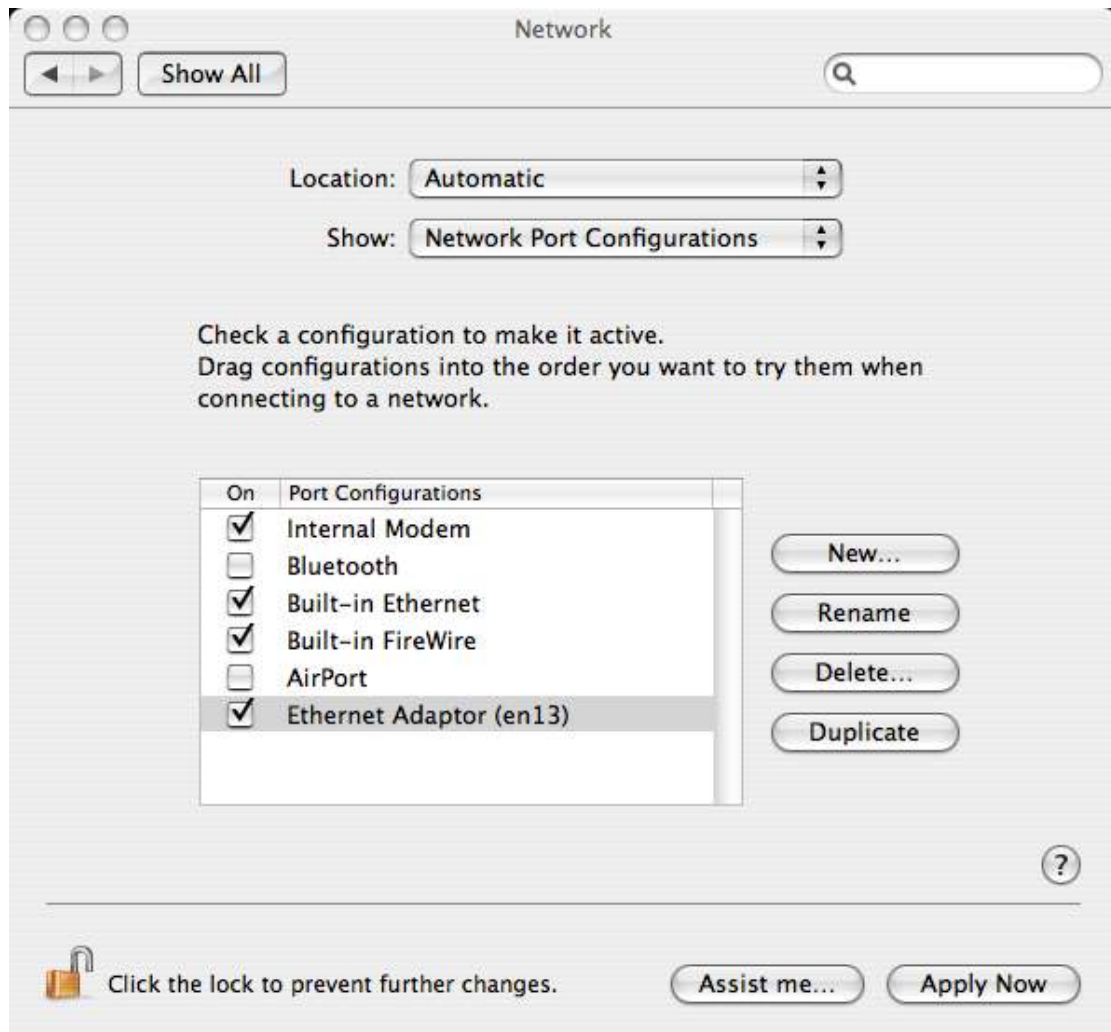 Network
Show All
Location: Automatic
Show: Network Port Configurations
Check a configuration to make it active.
Drag configurations into the order you want to try them when
connecting to a network.
On Port Configurations
Internal Modem
Bluetooth
New...
Built-in Ethernet
Rename
Built-in FireWire
AirPort
Delete...
Ethernet Adaptor (en13)
Duplicate
?
Click the lock to prevent further changes. Assist me... Apply Now